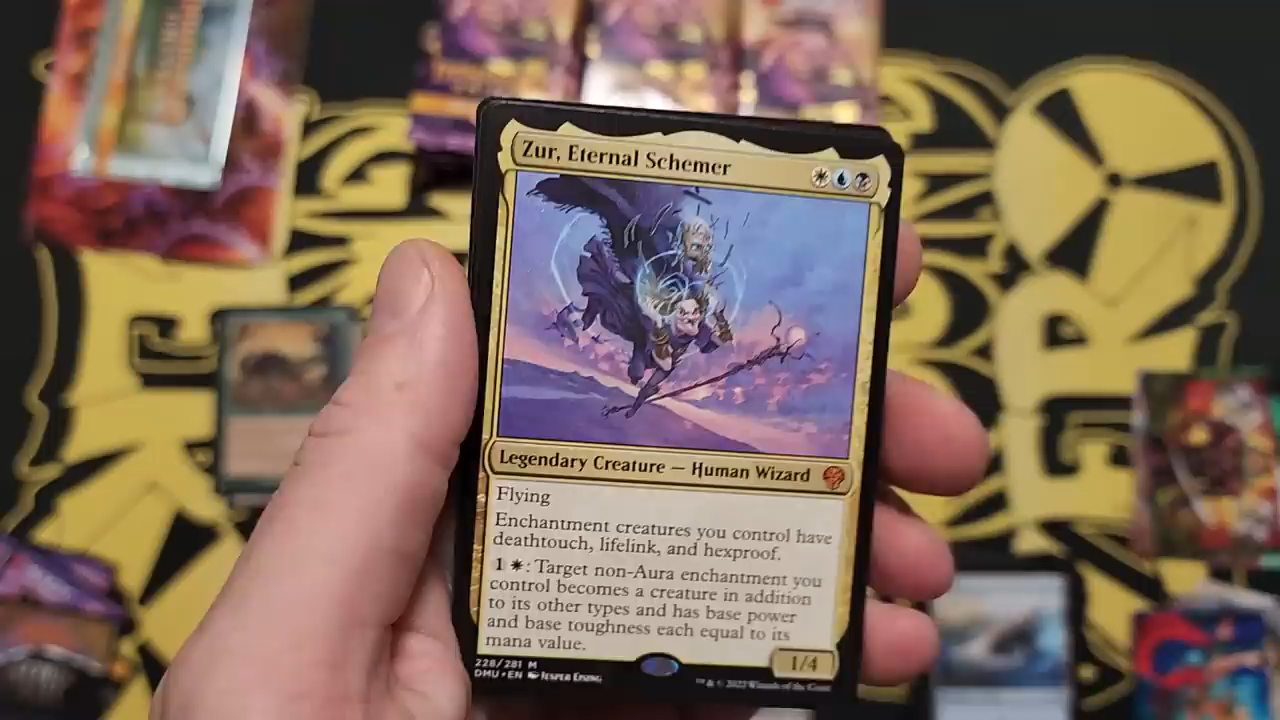 Zur, Eternal Schemer
Legendary Creature — Human Wizard
Flying
Enchantment creatures you control have
deathtouch, lifelink, and hexproof.
1 : Target non-Aura enchantment you
control becomes a creature in addition
to its other types and has base power
and base toughness each equal to its
mana value.
1/4
228/281 M
DMU • EN Jesper Ejsing
™ & © 2022 Wizards of the Coast